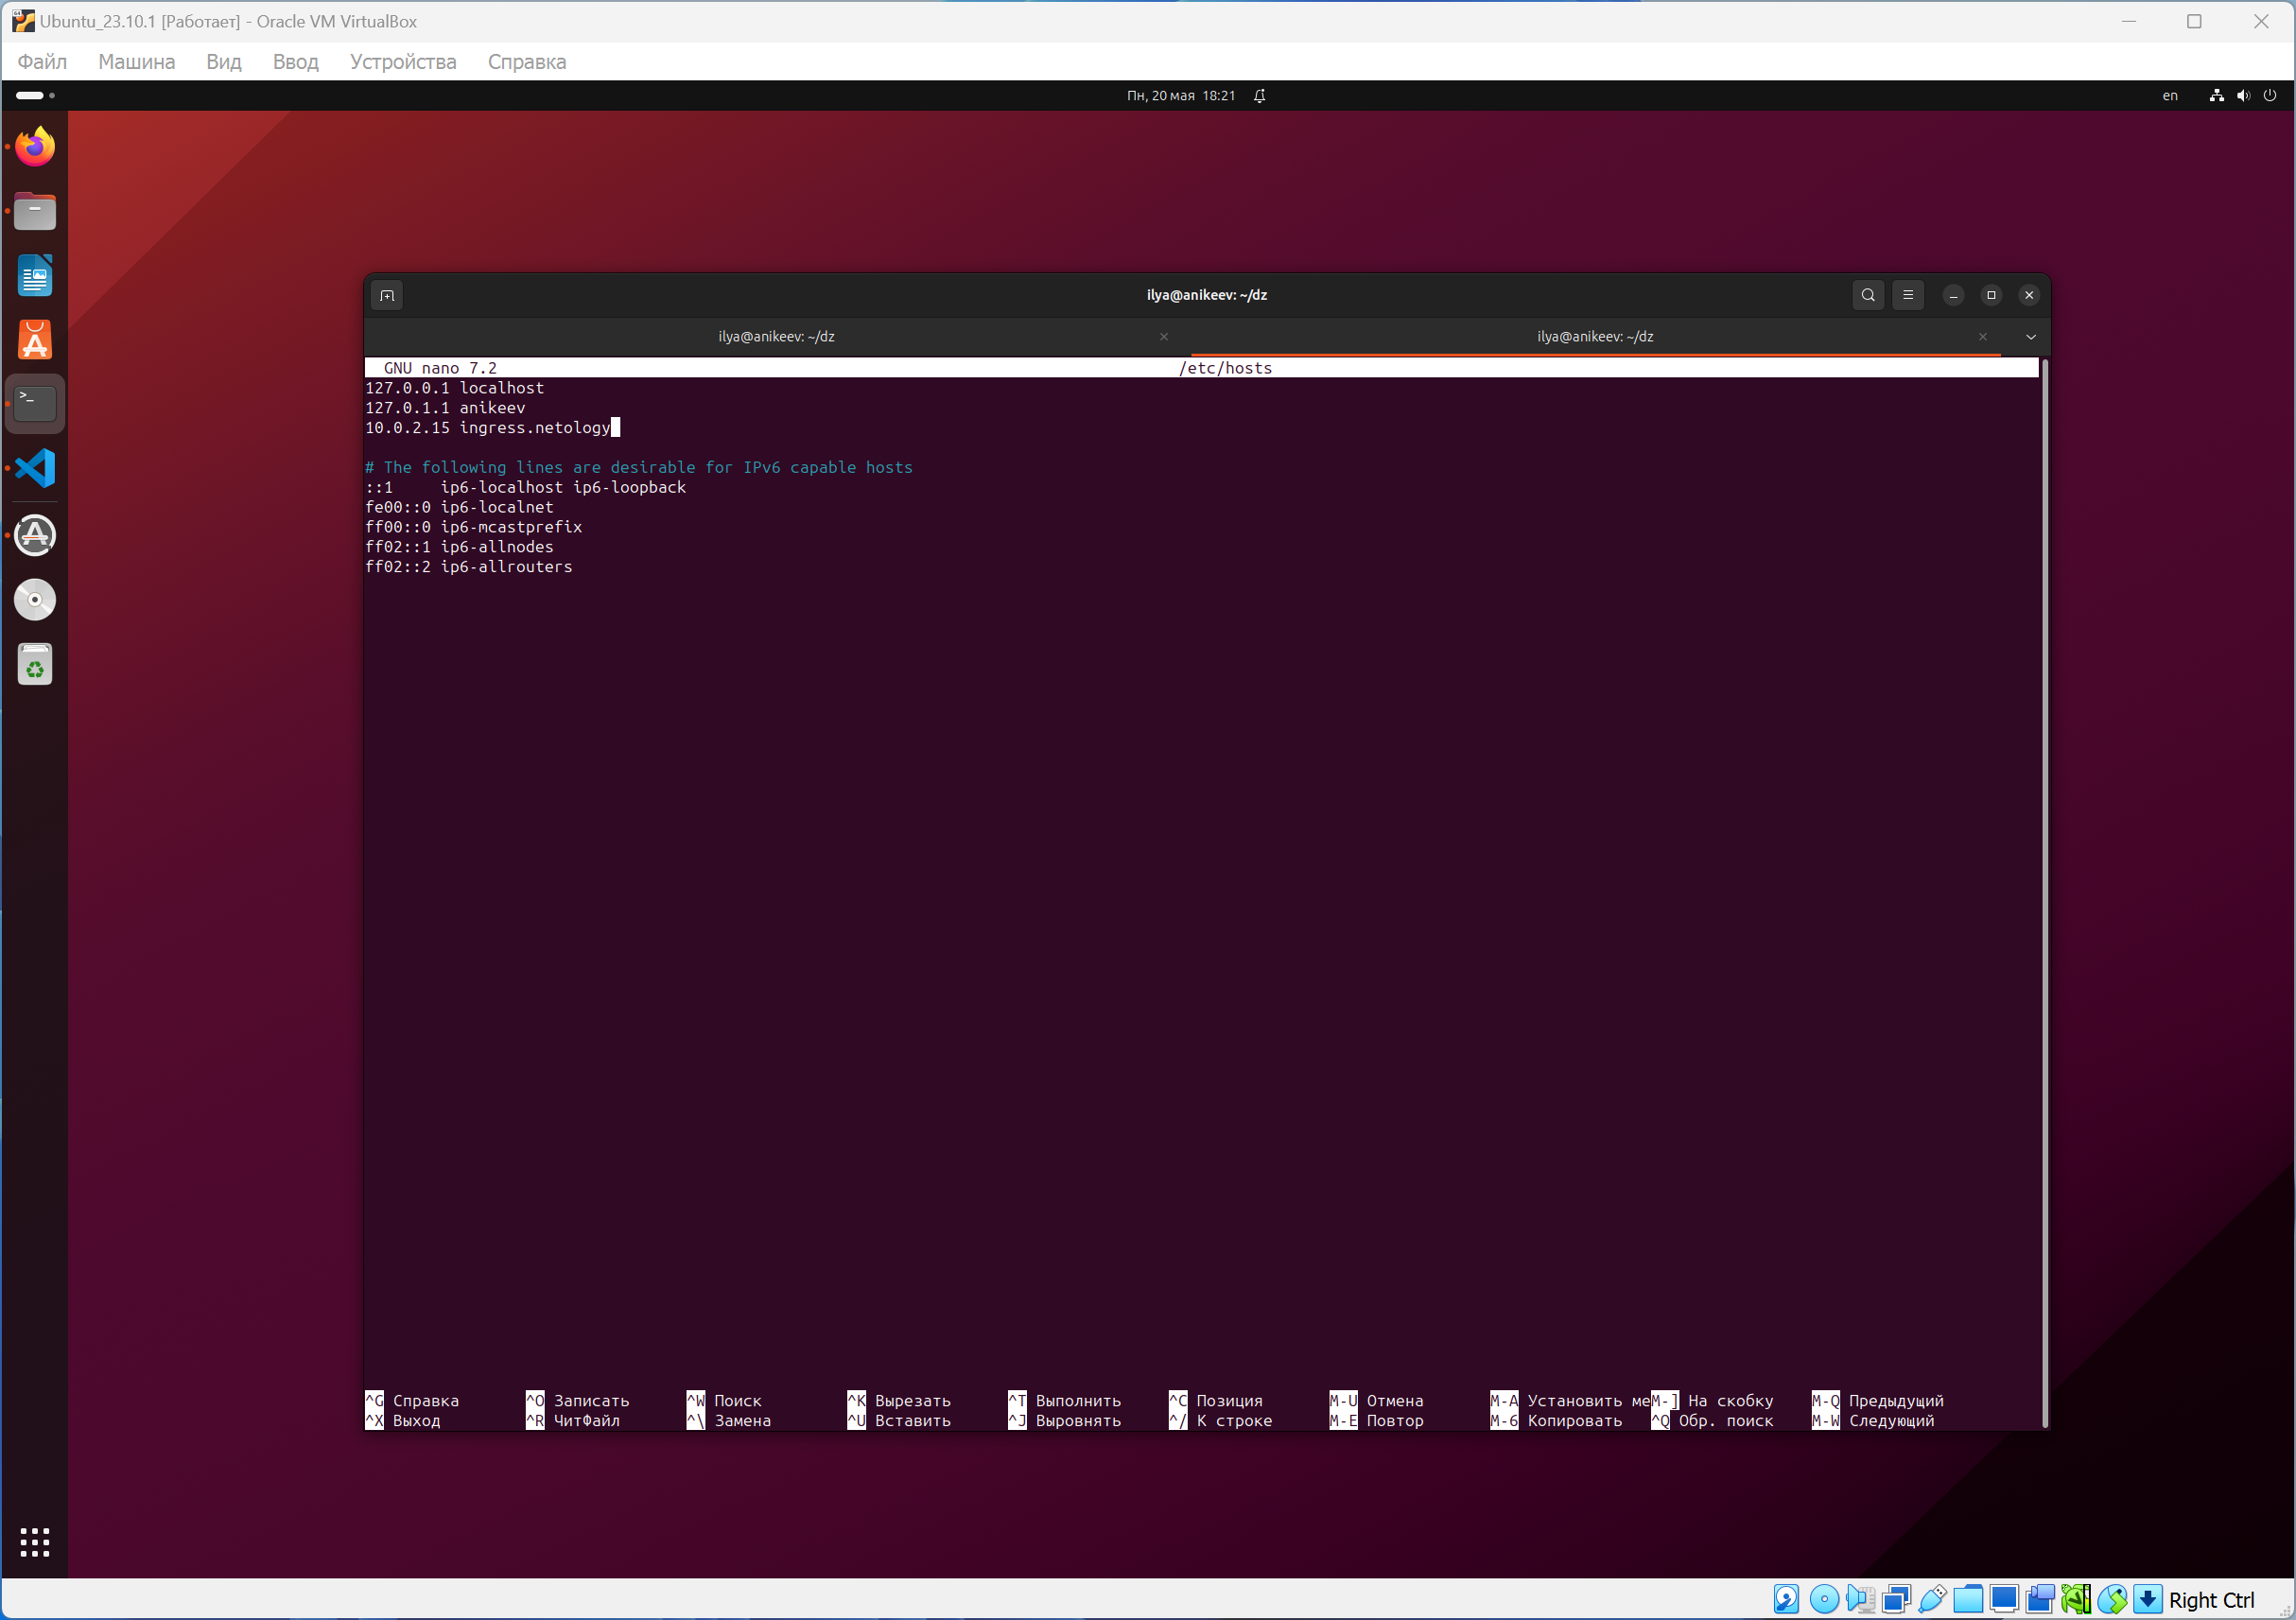 Ubuntu_23.10.1 [Работает] - Oracle VM VirtualBox
Файл Машина Вид Ввод Устройства Справка
Пн, 20 мая 18:21 en
ilya@anikeev: ~/dz
ilya@anikeev: ~/dz ilya@anikeev: ~/dz
GNU nano 7.2 /etc/hosts
127.0.0.1 localhost
127.0.1.1 anikeev
10.0.2.15 ingress.netology
# The following lines are desirable for IPv6 capable hosts
::1 ip6-localhost ip6-loopback
fe00::0 ip6-localnet
ff00::0 ip6-mcastprefix
ff02::1 ip6-allnodes
ff02::2 ip6-allrouters
^G Справка ^O Записать ^W Поиск ^K Вырезать ^T Выполнить ^C Позиция M-U Отмена M-A Установить меM-] На скобку M-Q Предыдущий
^X Выход ^R ЧитФайл ^\ Замена ^U Вставить ^J Выровнять ^/ К строке M-E Повтор M-6 Копировать ^Q Обр. поиск M-W Следующий
Right Ctrl